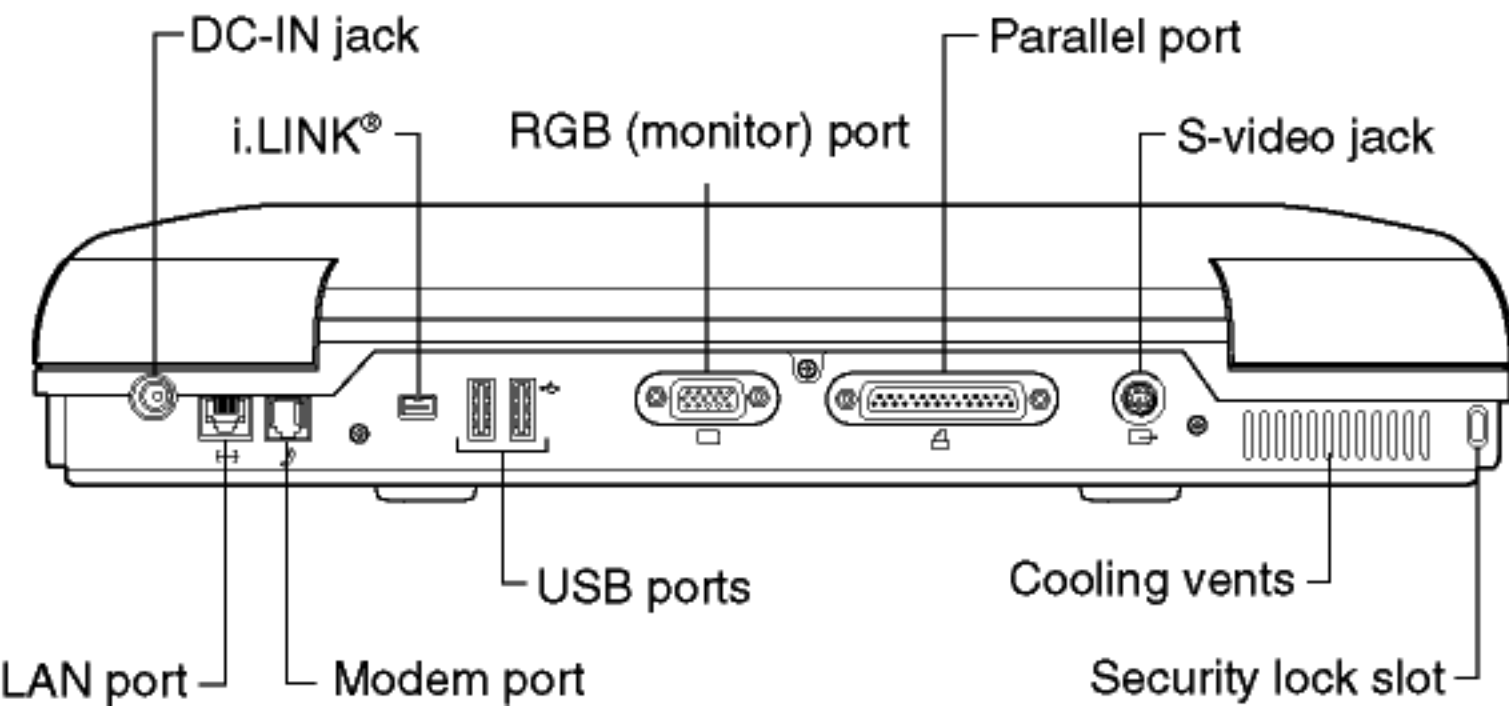 DC-IN jack
Parallel port
i.LINK®
RGB (monitor) port
S-video jack
USB ports
Cooling vents
LAN port
Modem port
Security lock slot